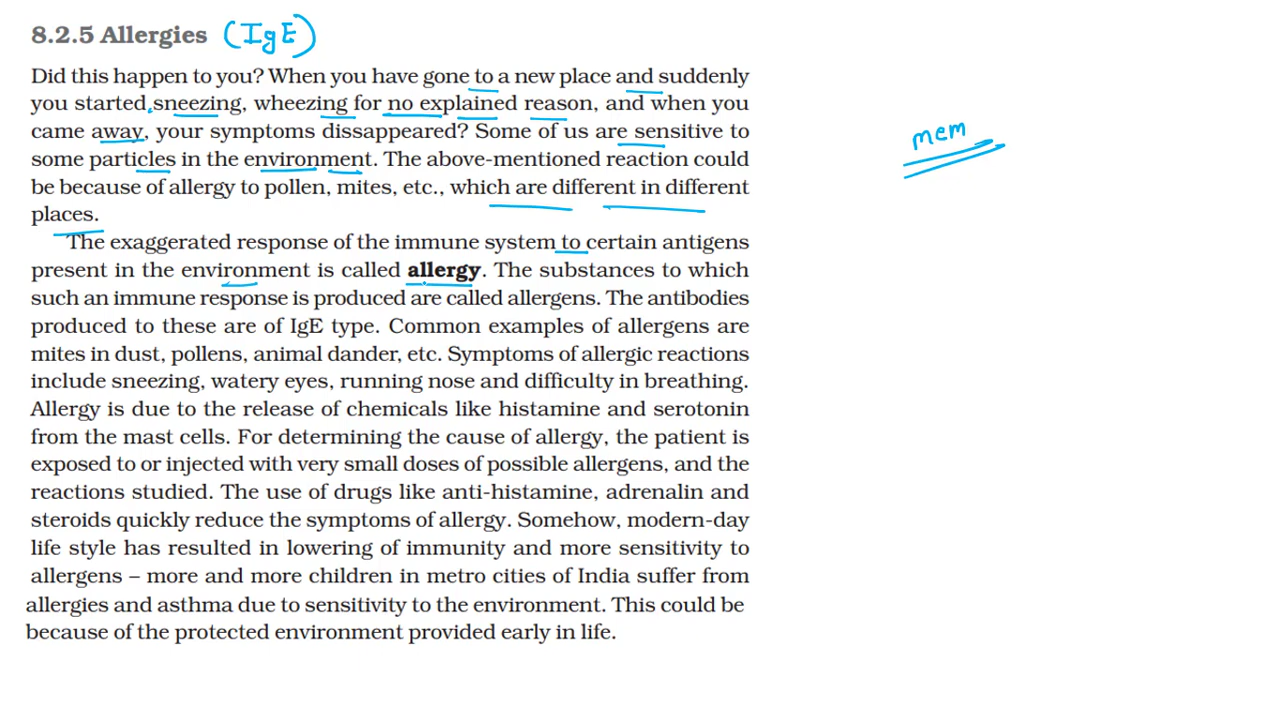 8.2.5 Allergies (IgE)
Did this happen to you? When you have gone to a new place and suddenly
you started sneezing, wheezing for no explained reason, and when you
came away, your symptoms dissappeared? Some of us are sensitive to
some particles in the environment. The above-mentioned reaction could
be because of allergy to pollen, mites, etc., which are different in different
places.
The exaggerated response of the immune system to certain antigens
present in the environment is called allergy. The substances to which
such an immune response is produced are called allergens. The antibodies
produced to these are of IgE type. Common examples of allergens are
mites in dust, pollens, animal dander, etc. Symptoms of allergic reactions
include sneezing, watery eyes, running nose and difficulty in breathing.
Allergy is due to the release of chemicals like histamine and serotonin
from the mast cells. For determining the cause of allergy, the patient is
exposed to or injected with very small doses of possible allergens, and the
reactions studied. The use of drugs like anti-histamine, adrenalin and
steroids quickly reduce the symptoms of allergy. Somehow, modern-day
life style has resulted in lowering of immunity and more sensitivity to
allergens – more and more children in metro cities of India suffer from
allergies and asthma due to sensitivity to the environment. This could be
because of the protected environment provided early in life.
mem